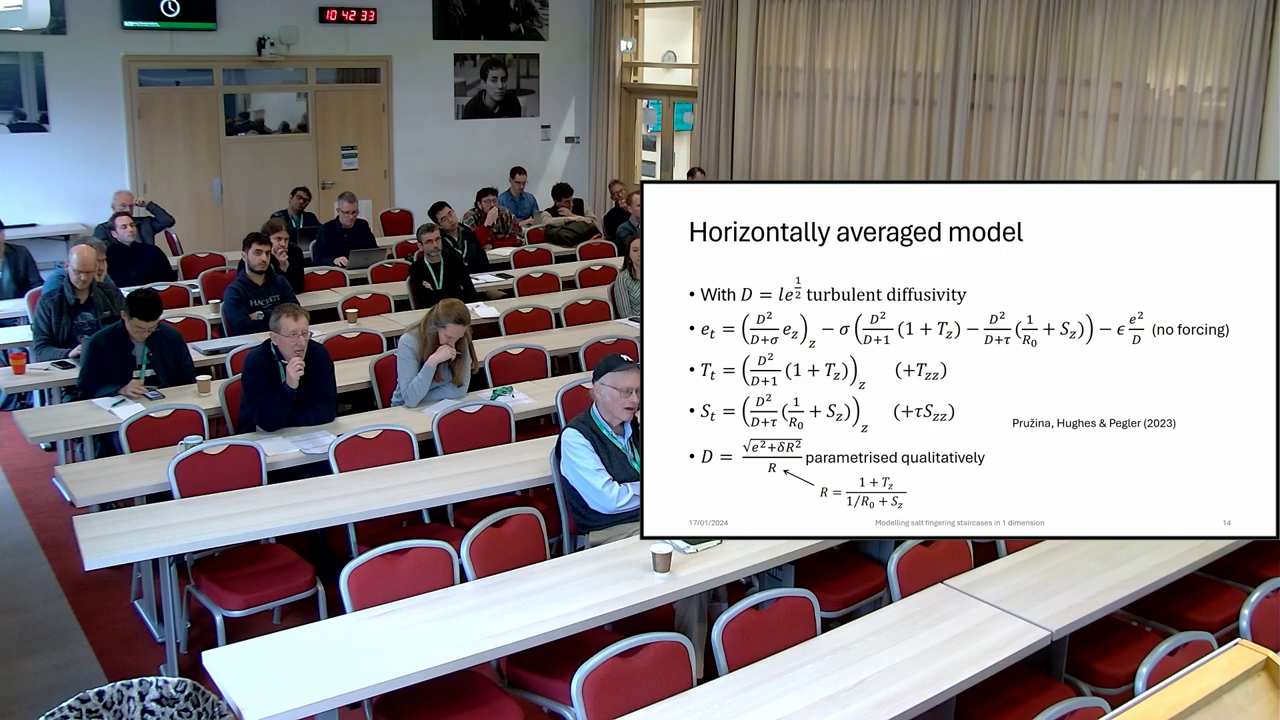 10 42 33
HACKETT
Horizontally averaged model
• With $D = le^{\frac{1}{2}}$ turbulent diffusivity
• $e_t = \left(\frac{D^2}{D+\sigma} e_z\right)_z - \sigma\left(\frac{D^2}{D+1}(1+T_z) - \frac{D^2}{D+\tau}(\frac{1}{R_0}+S_z)\right) - \epsilon\frac{e^2}{D}$ (no forcing)
• $T_t = \left(\frac{D^2}{D+1}(1+T_z)\right)_z \quad (+T_{zz})$
• $S_t = \left(\frac{D^2}{D+\tau}(\frac{1}{R_0}+S_z)\right)_z \quad (+\tau S_{zz})$
Pružina, Hughes & Pegler (2023)
• $D = \frac{\sqrt{e^2+\delta R^2}}{R}$ parametrised qualitatively
$R = \frac{1+T_z}{1/R_0+S_z}$
17/01/2024 Modelling salt fingering staircases in 1 dimension 14